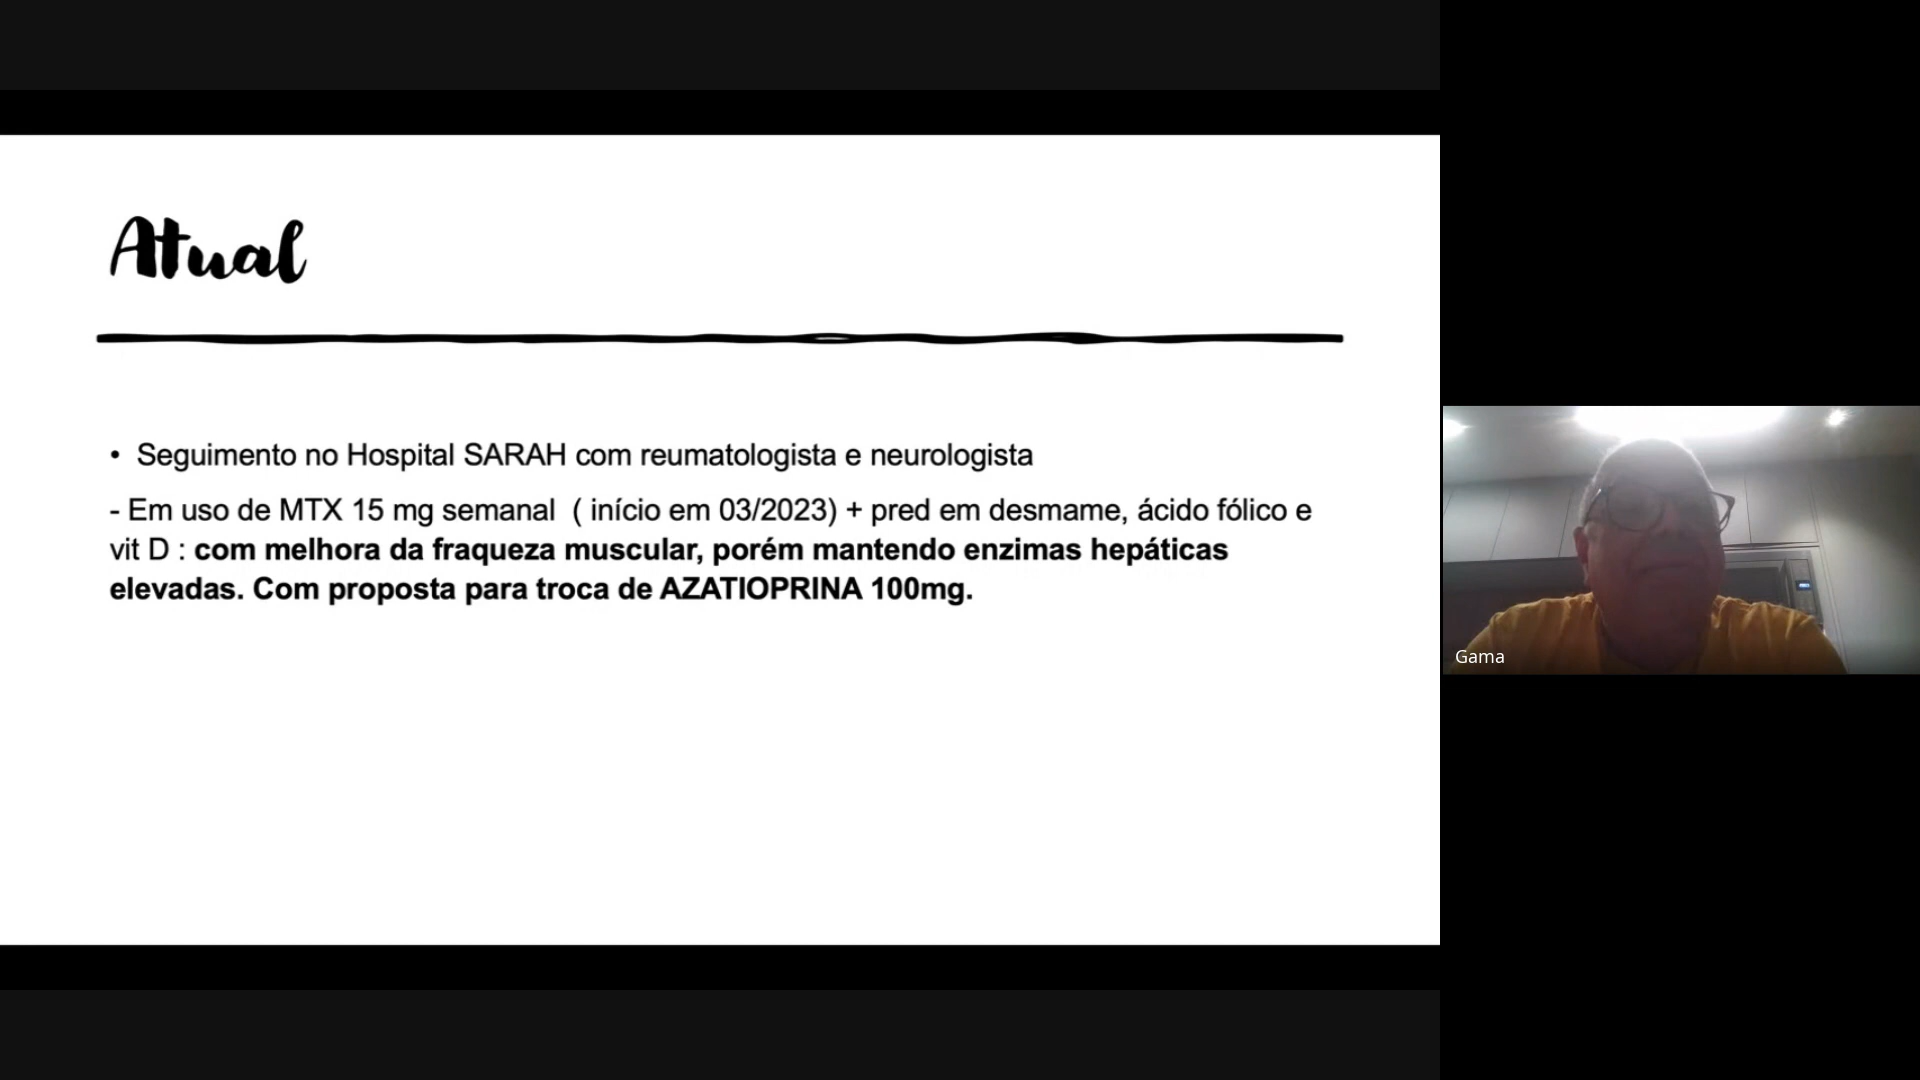 Atual
• Seguimento no Hospital SARAH com reumatologista e neurologista
- Em uso de MTX 15 mg semanal ( início em 03/2023) + pred em desmame, ácido fólico e
vit D : com melhora da fraqueza muscular, porém mantendo enzimas hepáticas
elevadas. Com proposta para troca de AZATIOPRINA 100mg.
Gama